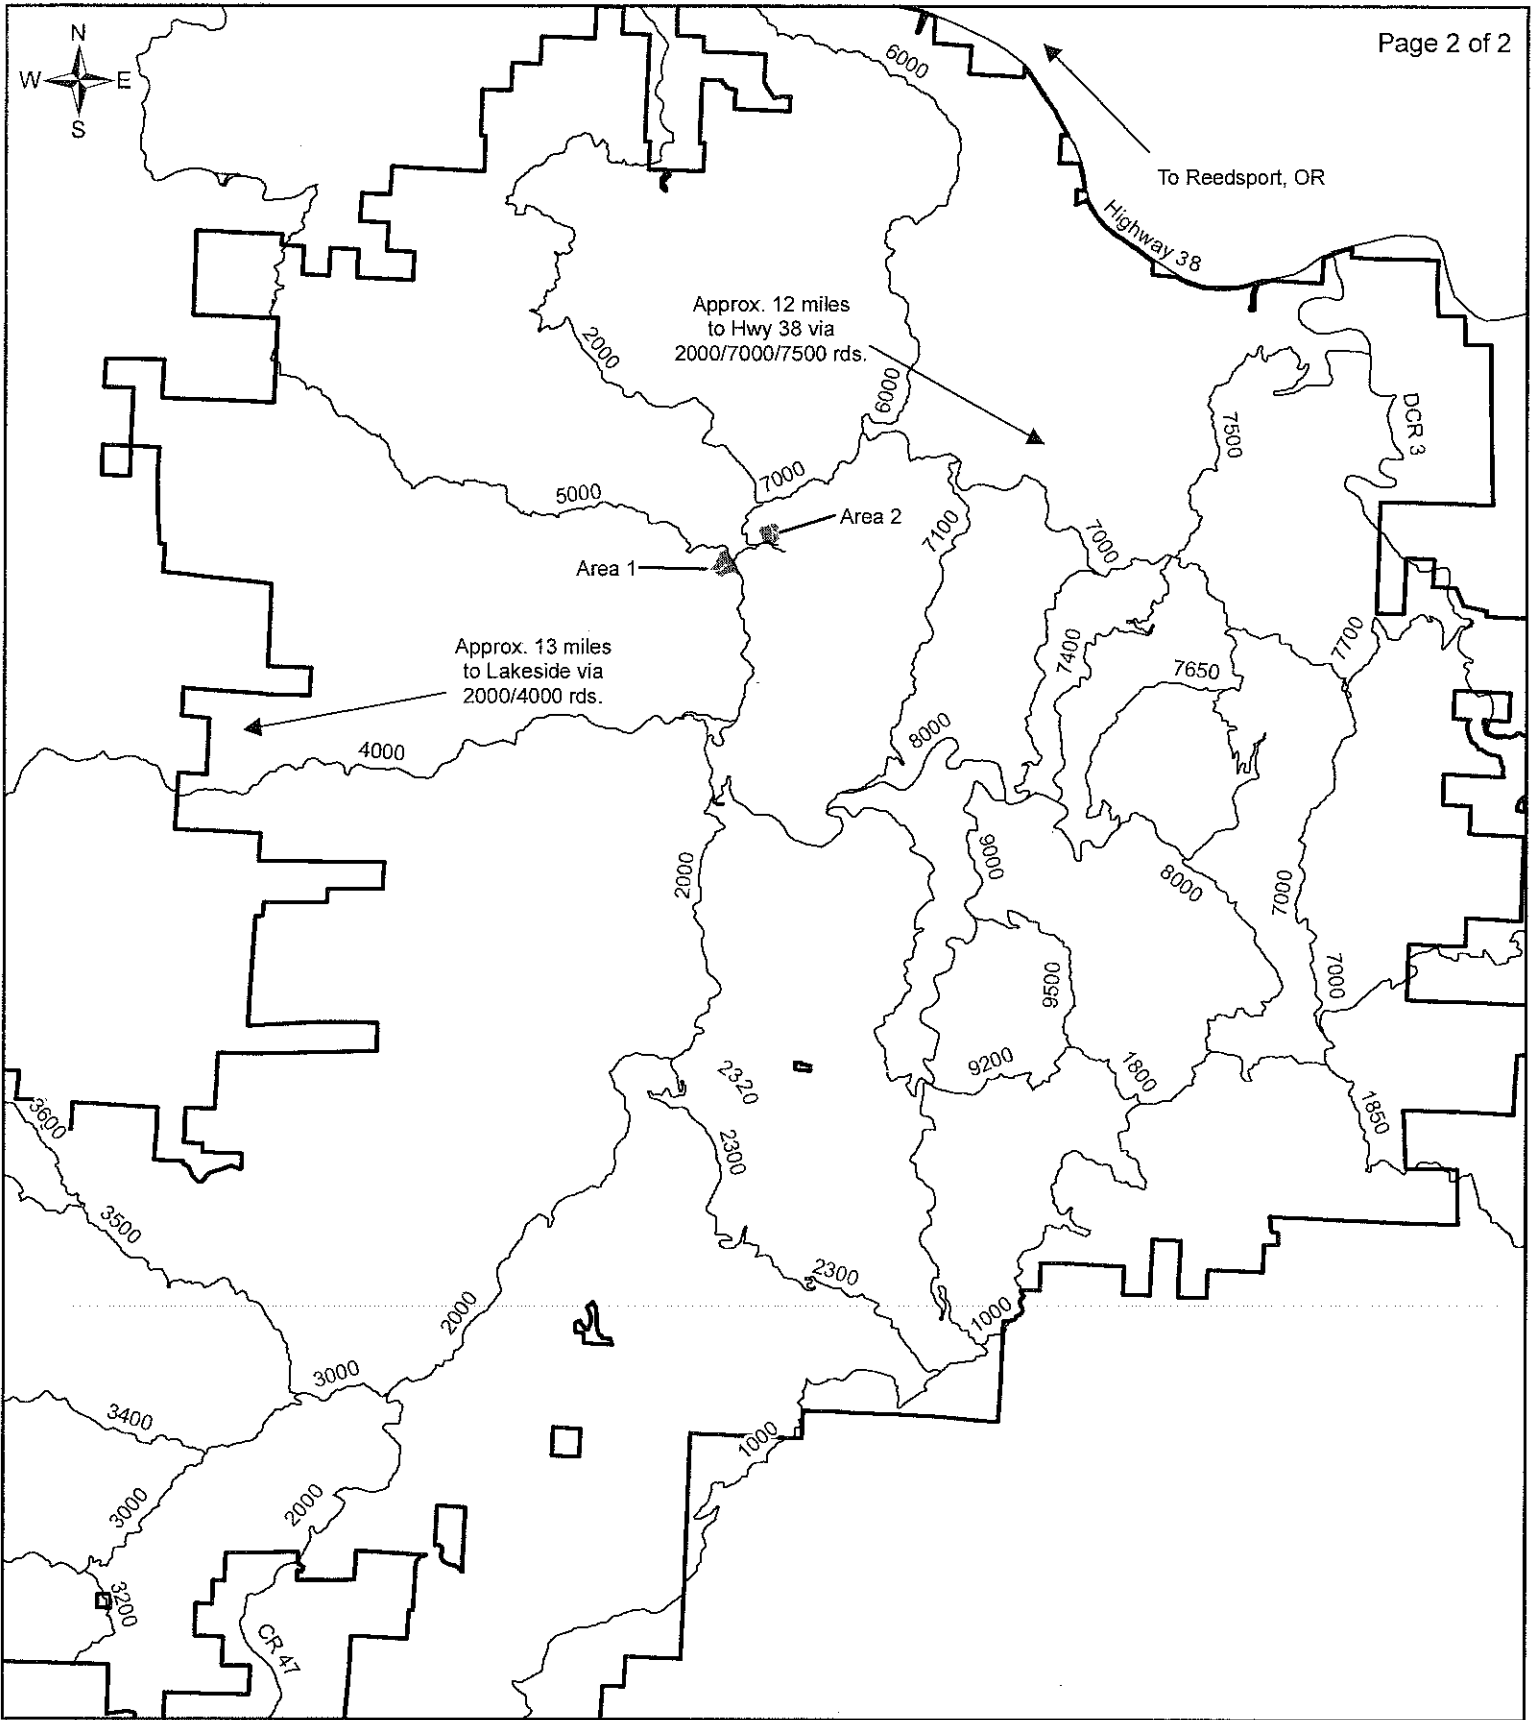 Page 2 of 2
N
W
E
S
6000
To Reedsport, OR
Highway 38
Approx. 12 miles
to Hwy 38 via
2000/7000/7500 rds.
2000
6000
7500
DCR 3
7000
5000
Area 2
7100
7000
Area 1
7400
7700
Approx. 13 miles
to Lakeside via
2000/4000 rds.
7650
8000
4000
9000
2000
8000
7000
7000
9500
9200
1800
2320
3600
1850
2300
3500
2300
2000
1000
3000
3400
1000
3000
2000
3200
CR 47